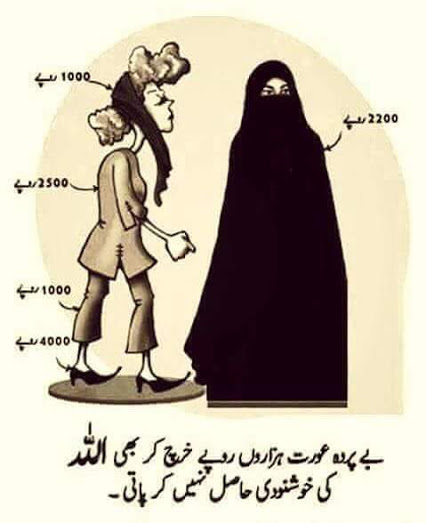 1000 روپے
2200 روپے
2500 روپے
1000 روپے
4000 روپے
بے پردہ عورت ہزاروں روپے خرچ کر بھی اللہ
کی خوشنودی حاصل نہیں کر پاتی۔